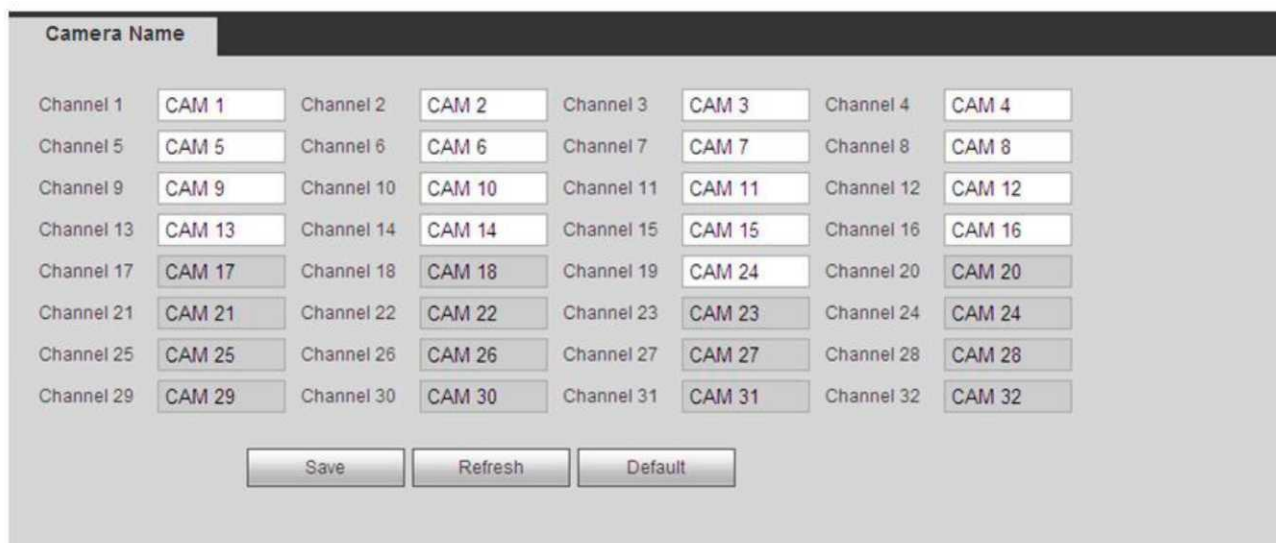 Camera Name
Channel 1 CAM 1 Channel 2 CAM 2 Channel 3 CAM 3 Channel 4 CAM 4
Channel 5 CAM 5 Channel 6 CAM 6 Channel 7 CAM 7 Channel 8 CAM 8
Channel 9 CAM 9 Channel 10 CAM 10 Channel 11 CAM 11 Channel 12 CAM 12
Channel 13 CAM 13 Channel 14 CAM 14 Channel 15 CAM 15 Channel 16 CAM 16
Channel 17 CAM 17 Channel 18 CAM 18 Channel 19 CAM 24 Channel 20 CAM 20
Channel 21 CAM 21 Channel 22 CAM 22 Channel 23 CAM 23 Channel 24 CAM 24
Channel 25 CAM 25 Channel 26 CAM 26 Channel 27 CAM 27 Channel 28 CAM 28
Channel 29 CAM 29 Channel 30 CAM 30 Channel 31 CAM 31 Channel 32 CAM 32
Save Refresh Default